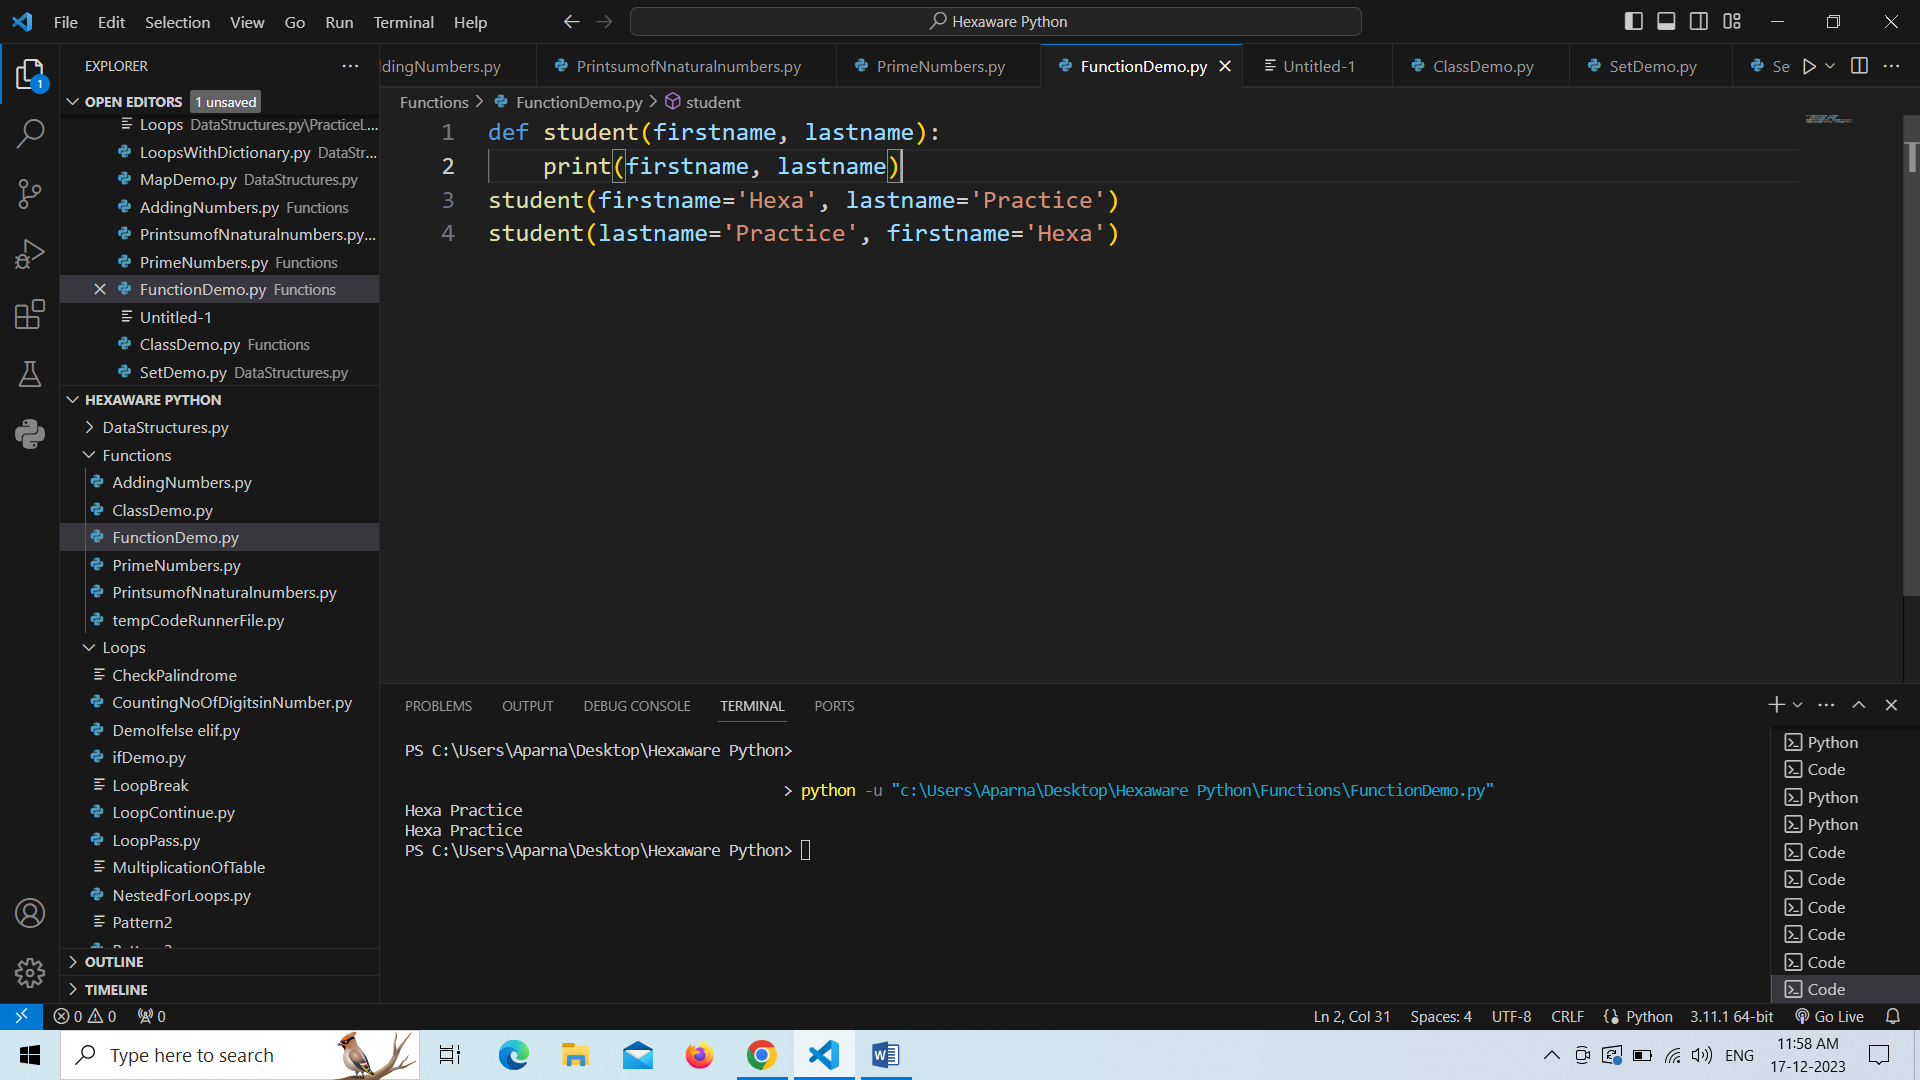 File Edit Selection View Go Run Terminal Help
Hexaware Python
EXPLORER
OPEN EDITORS 1 unsaved
Loops DataStructures.py\PracticeL...
LoopsWithDictionary.py DataStr...
MapDemo.py DataStructures.py
AddingNumbers.py Functions
PrintsumofNnaturalnumbers.py...
PrimeNumbers.py Functions
FunctionDemo.py Functions
Untitled-1
ClassDemo.py Functions
SetDemo.py DataStructures.py
HEXAWARE PYTHON
DataStructures.py
Functions
AddingNumbers.py
ClassDemo.py
FunctionDemo.py
PrimeNumbers.py
PrintsumofNnaturalnumbers.py
tempCodeRunnerFile.py
Loops
CheckPalindrome
CountingNoOfDigitsinNumber.py
DemoIfelse elif.py
ifDemo.py
LoopBreak
LoopContinue.py
LoopPass.py
MultiplicationOfTable
NestedForLoops.py
Pattern2
OUTLINE
TIMELINE
dingNumbers.py PrintsumofNnaturalnumbers.py PrimeNumbers.py FunctionDemo.py Untitled-1 ClassDemo.py SetDemo.py Se
Functions > FunctionDemo.py > student
1 def student(firstname, lastname):
2 print(firstname, lastname)
3 student(firstname='Hexa', lastname='Practice')
4 student(lastname='Practice', firstname='Hexa')
PROBLEMS OUTPUT DEBUG CONSOLE TERMINAL PORTS
PS C:\Users\Aparna\Desktop\Hexaware Python>
> python -u "c:\Users\Aparna\Desktop\Hexaware Python\Functions\FunctionDemo.py"
Hexa Practice
Hexa Practice
PS C:\Users\Aparna\Desktop\Hexaware Python>
Python
Code
Python
Python
Code
Code
Code
Code
Code
Code
0 0 0 Ln 2, Col 31 Spaces: 4 UTF-8 CRLF Python 3.11.1 64-bit Go Live
Type here to search
ENG
11:58 AM
17-12-2023
1